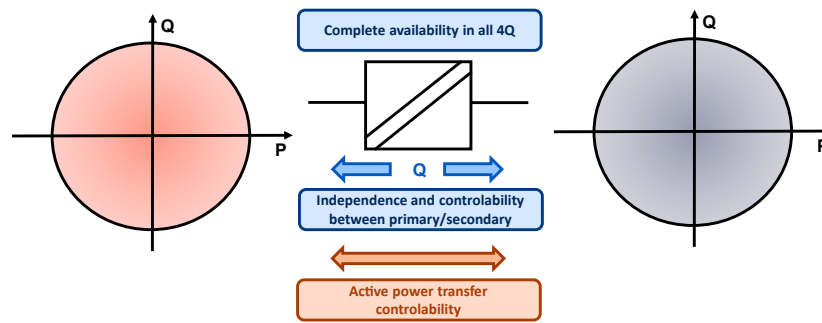 Q
P
Complete availability in all 4Q
Q
Independence and controlability
between primary/secondary
Active power transfer
controlability
Q